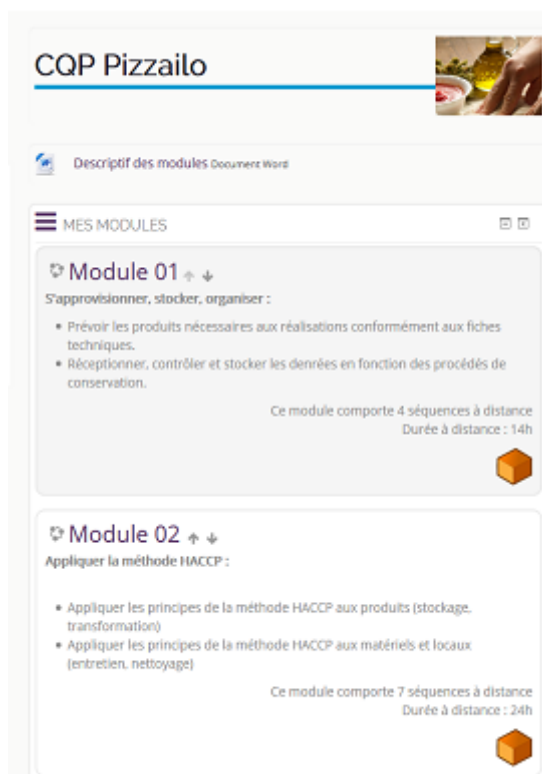 CQP Pizzailo
Descriptif des modules Document Word
MES MODULES
Module 01
S'approvisionner, stocker, organiser :
Prévoir les produits nécessaires aux réalisations conformément aux fiches
techniques.
Réceptionner, contrôler et stocker les denrées en fonction des procédés de
conservation.
Ce module comporte 4 séquences à distance
Durée à distance : 14h
Module 02
Appliquer la méthode HACCP :
Appliquer les principes de la méthode HACCP aux produits (stockage,
transformation)
Appliquer les principes de la méthode HACCP aux matériels et locaux
(entretien, nettoyage)
Ce module comporte 7 séquences à distance
Durée à distance : 24h